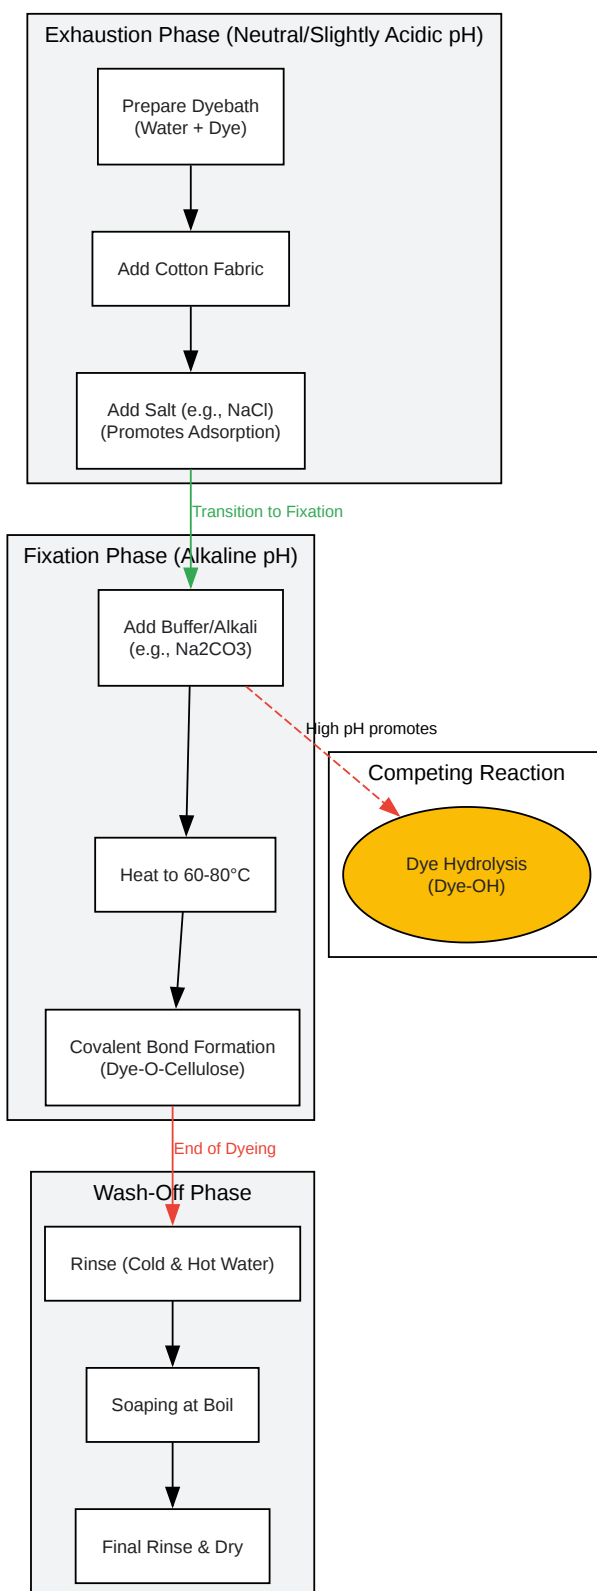 Exhaustion Phase (Neutral/Slightly Acidic pH)
Prepare Dyebath
(Water + Dye)
Add Cotton Fabric
Add Salt (e.g., NaCl)
(Promotes Adsorption)
Transition to Fixation
Fixation Phase (Alkaline pH)
Add Buffer/Alkali
(e.g., Na2CO3)
High pH promotes
Competing Reaction
Dye Hydrolysis
(Dye-OH)
Heat to 60-80°C
Covalent Bond Formation
(Dye-O-Cellulose)
End of Dyeing
Wash-Off Phase
Rinse (Cold & Hot Water)
Soaping at Boil
Final Rinse & Dry